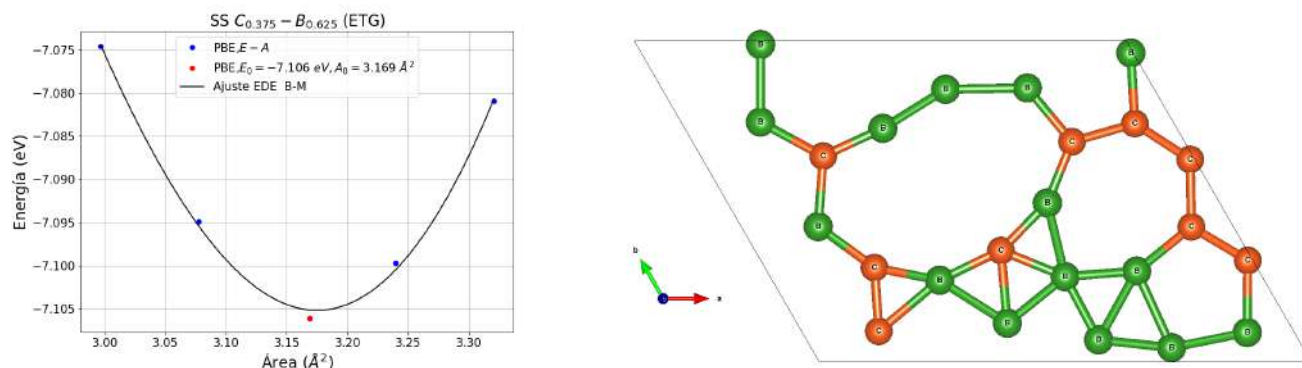 SS C₀.₃₇₅ − B₀.₆₂₅ (ETG)
PBE,E − A
PBE,E₀ = −7.106 eV, A₀ = 3.169 Å²
Ajuste EDE B-M
Energía (eV)
−7.075
−7.080
−7.085
−7.090
−7.095
−7.100
−7.105
3.00 3.05 3.10 3.15 3.20 3.25 3.30
Área (Å²)
B B
B B
B B C
C
C C
B
B C
C
C C
B B B
b
a
B C B B
B B